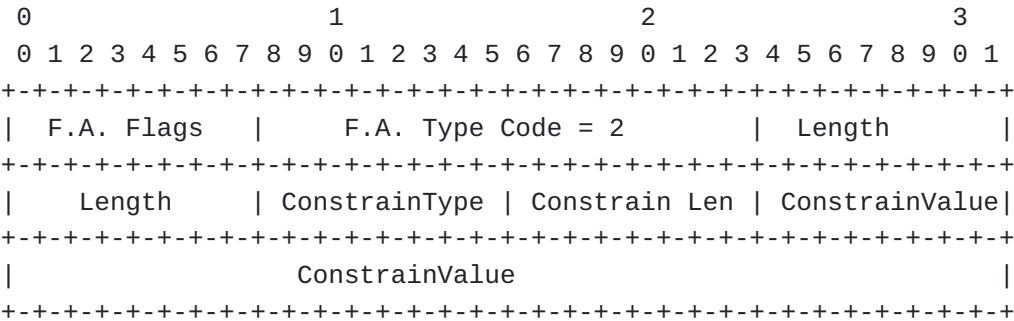 0                   1                   2                   3
 0 1 2 3 4 5 6 7 8 9 0 1 2 3 4 5 6 7 8 9 0 1 2 3 4 5 6 7 8 9 0 1
+-+-+-+-+-+-+-+-+-+-+-+-+-+-+-+-+-+-+-+-+-+-+-+-+-+-+-+-+-+-+-+-+
|  F.A. Flags   |     F.A. Type Code = 2        |  Length       |
+-+-+-+-+-+-+-+-+-+-+-+-+-+-+-+-+-+-+-+-+-+-+-+-+-+-+-+-+-+-+-+-+
|    Length     | ConstrainType | Constrain Len | ConstrainValue|
+-+-+-+-+-+-+-+-+-+-+-+-+-+-+-+-+-+-+-+-+-+-+-+-+-+-+-+-+-+-+-+-+
|                  ConstrainValue                               |
+-+-+-+-+-+-+-+-+-+-+-+-+-+-+-+-+-+-+-+-+-+-+-+-+-+-+-+-+-+-+-+-+